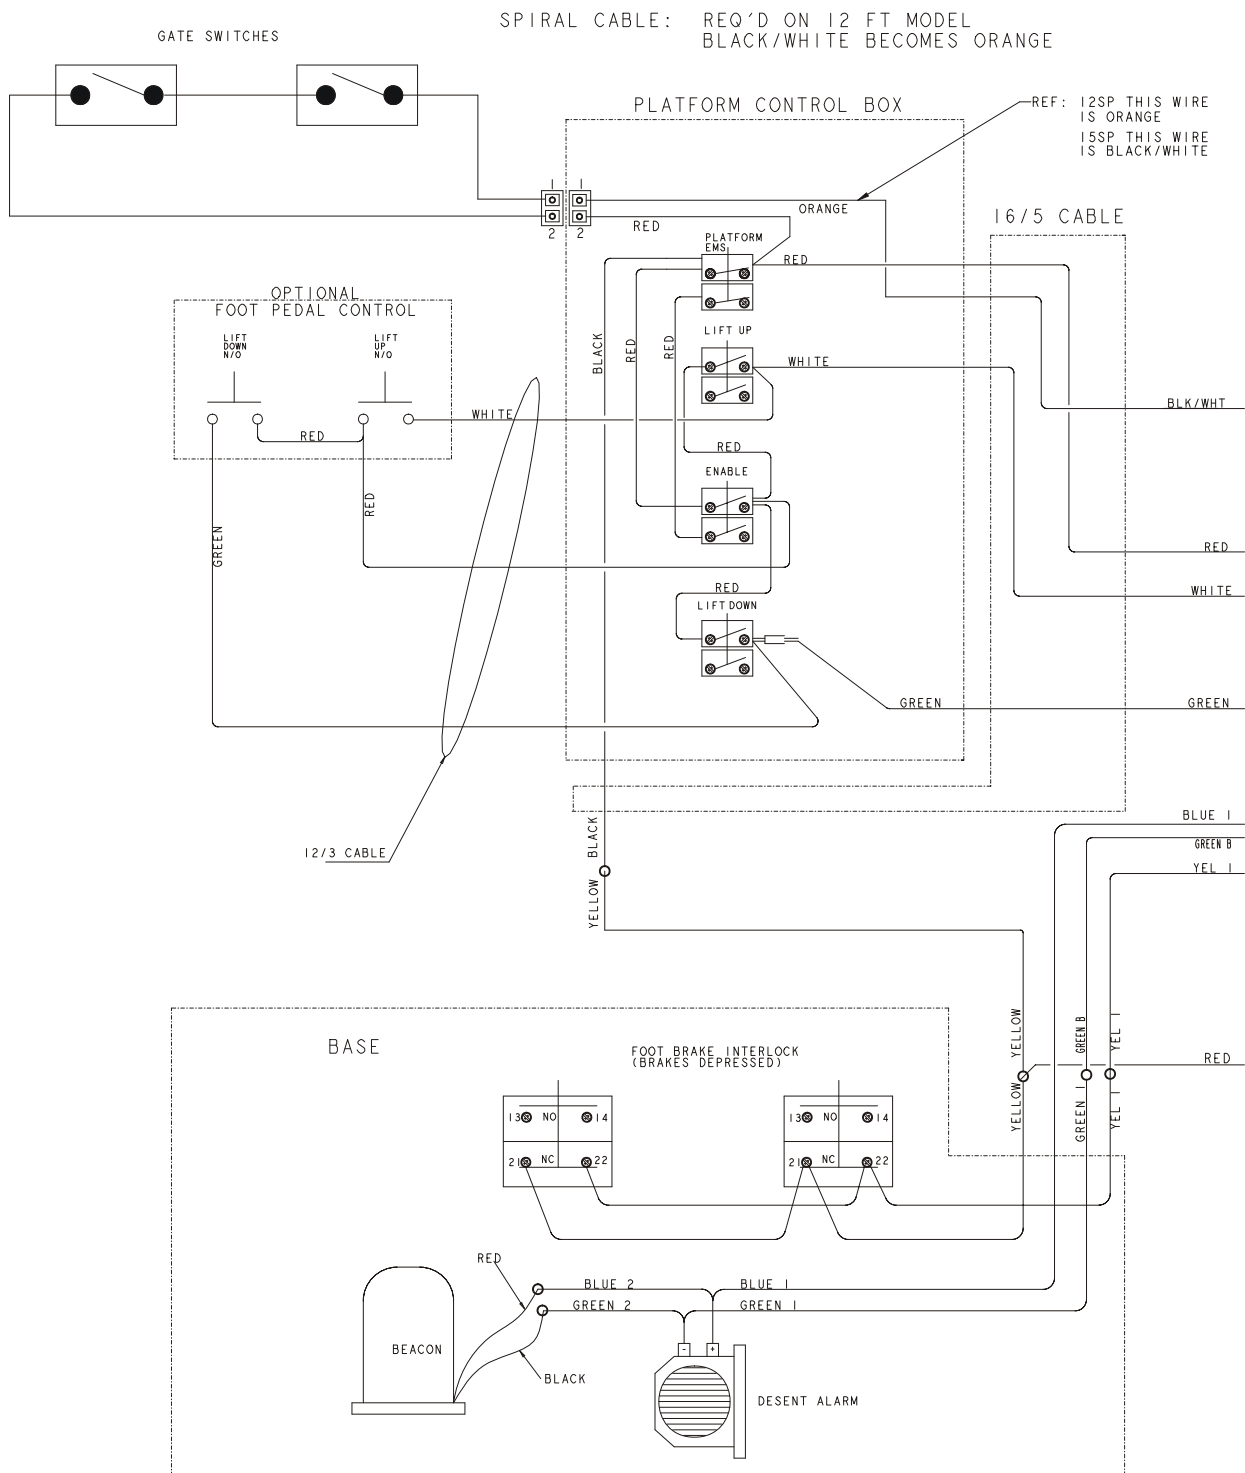 SPIRAL CABLE: REQ'D ON 12 FT MODEL
BLACK/WHITE BECOMES ORANGE
GATE SWITCHES
PLATFORM CONTROL BOX
REF: 12SP THIS WIRE
IS ORANGE
15SP THIS WIRE
IS BLACK/WHITE
1 1
2 2
ORANGE
RED
16/5 CABLE
PLATFORM
EMS
RED
OPTIONAL
FOOT PEDAL CONTROL
LIFT
DOWN
N/O
LIFT
UP
N/O
BLACK
RED
RED
LIFT UP
WHITE
WHITE
BLK/WHT
RED
RED
ENABLE
RED
GREEN
RED
WHITE
RED
LIFT DOWN
GREEN
GREEN
12/3 CABLE
BLACK
YELLOW
BLUE 1
GREEN B
YEL 1
BASE
FOOT BRAKE INTERLOCK
(BRAKES DEPRESSED)
YELLOW
GREEN B
YEL 1
RED
YELLOW
GREEN 1
YEL 1
13 NO 14
21 NC 22
13 NO 14
21 NC 22
RED
BLUE 2
BLUE 1
GREEN 2
GREEN 1
BEACON
BLACK
- +
DESENT ALARM